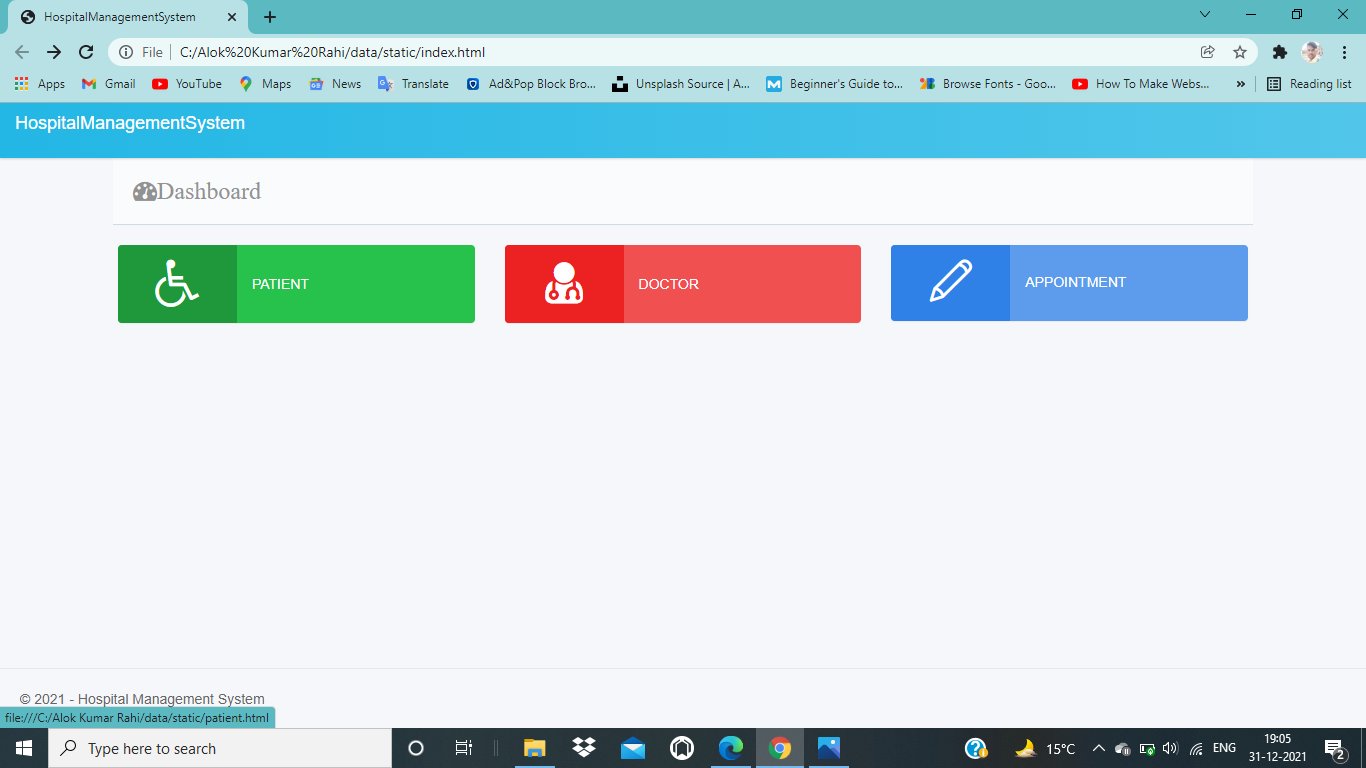 HospitalManagementSystem
File
C:/Alok%20Kumar%20Rahi/data/static/index.html
Apps Gmail YouTube Maps News Translate Ad&Pop Block Bro... Unsplash Source | A... Beginner's Guide to... Browse Fonts - Goo... How To Make Webs... » Reading list
HospitalManagementSystem
Dashboard
PATIENT DOCTOR APPOINTMENT
© 2021 - Hospital Management System
file:///C:/Alok Kumar Rahi/data/static/patient.html
Type here to search
15°C
ENG
19:05
31-12-2021
2